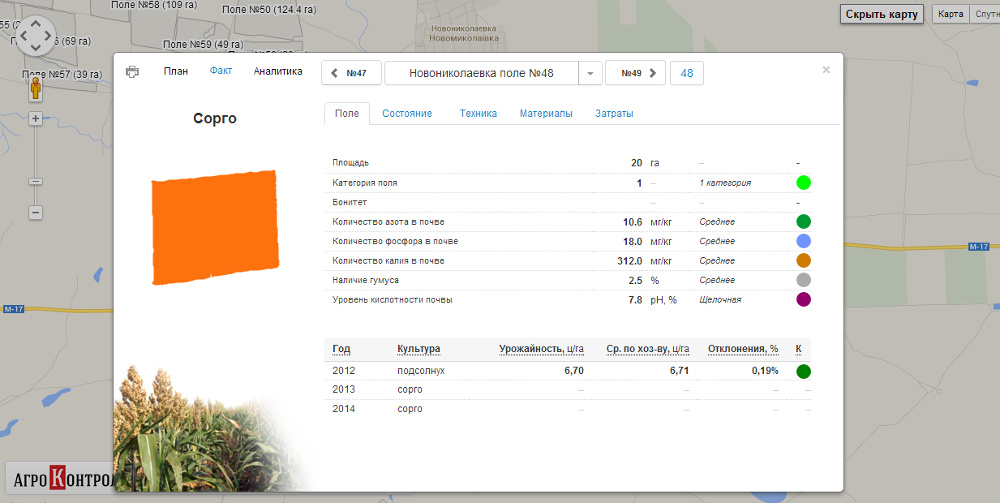 Поле №58 (109 га)
Поле №50 (124.4 га)
Скрыть карту
Карта
Спутн
Новониколаевка
Новомиколаївка
(69 га)
Поле №59 (49 га)
Поле №57 (39 га)
План Факт Аналитика
№47
Новониколаевка поле №48
№49
48
×
Сорго
Поле Состояние Техника Материалы Затраты
Площадь 20 га – -
Категория поля 1 – 1 категория
Бонитет – – -
Количество азота в почве 10.6 мг/кг Среднее
Количество фосфора в почве 18.0 мг/кг Среднее
Количество калия в почве 312.0 мг/кг Среднее
Наличие гумуса 2.5 % Среднее
Уровень кислотности почвы 7.8 pH, % Щелочная
М-17
М-17
Год Культура Урожайность, ц/га Ср. по хоз-ву, ц/га Отклонения, % К
2012 подсолнух 6,70 6,71 0,19%
2013 сорго – – – –
2014 сорго – – – –
АгроКонтрол